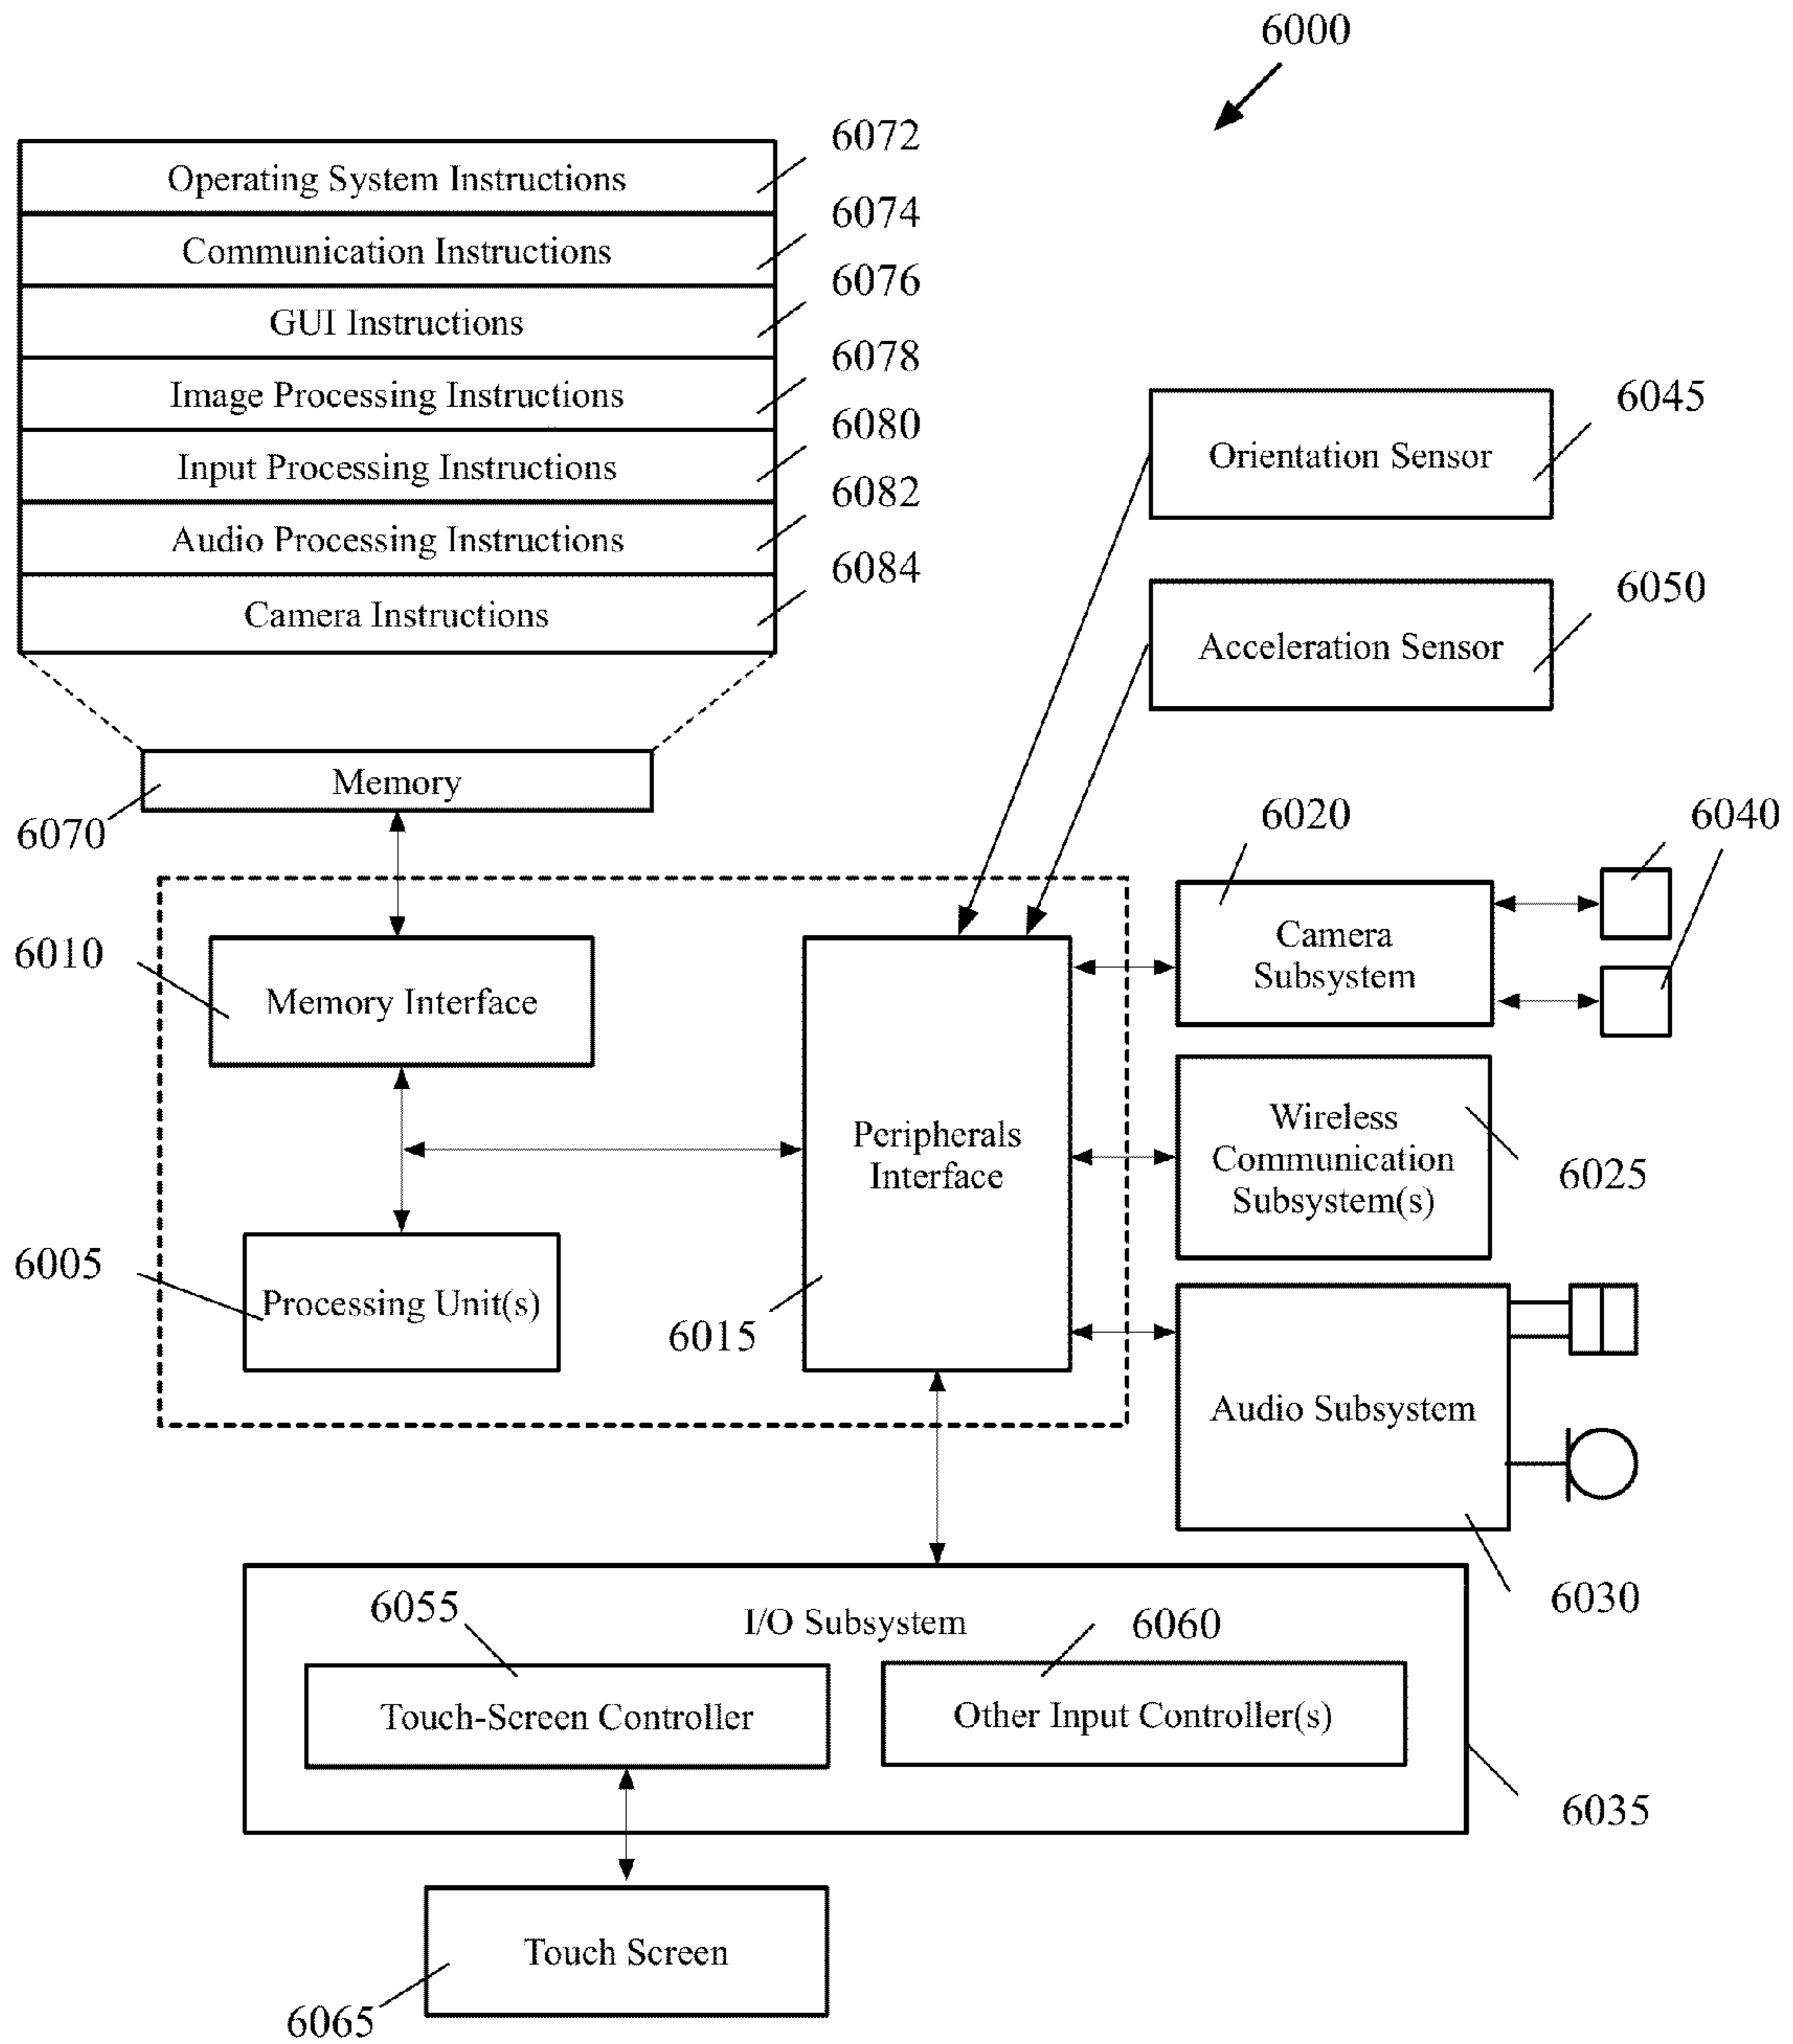 6000
6072
Operating System Instructions
6074
Communication Instructions
6076
GUI Instructions
6078
Image Processing Instructions
6080
Input Processing Instructions
6082
Audio Processing Instructions
6084
Camera Instructions
6045
Orientation Sensor
6050
Acceleration Sensor
Memory
6070
6020
6040
Camera
Subsystem
6010
Memory Interface
Peripherals
Interface
Wireless
Communication
Subsystem(s)
6025
6005
Processing Unit(s)
6015
Audio Subsystem
6030
6055
I/O Subsystem
6060
Touch-Screen Controller
Other Input Controller(s)
6035
Touch Screen
6065